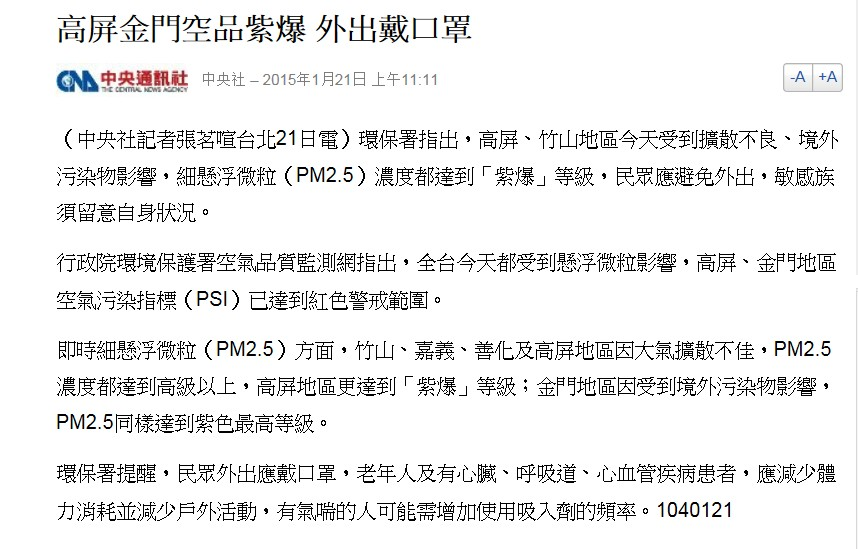 高屏金門空品紫爆 外出戴口罩
CNA 中央通訊社
THE CENTRAL NEWS AGENCY
中央社 – 2015年1月21日 上午11:11
-A +A
（中央社記者張茗喧台北21日電）環保署指出，高屏、竹山地區今天受到擴散不良、境外
污染物影響，細懸浮微粒（PM2.5）濃度都達到「紫爆」等級，民眾應避免外出，敏感族
須留意自身狀況。
行政院環境保護署空氣品質監測網指出，全台今天都受到懸浮微粒影響，高屏、金門地區
空氣污染指標（PSI）已達到紅色警戒範圍。
即時細懸浮微粒（PM2.5）方面，竹山、嘉義、善化及高屏地區因大氣擴散不佳，PM2.5
濃度都達到高級以上，高屏地區更達到「紫爆」等級；金門地區因受到境外污染物影響，
PM2.5同樣達到紫色最高等級。
環保署提醒，民眾外出應戴口罩，老年人及有心臟、呼吸道、心血管疾病患者，應減少體
力消耗並減少戶外活動，有氣喘的人可能需增加使用吸入劑的頻率。1040121